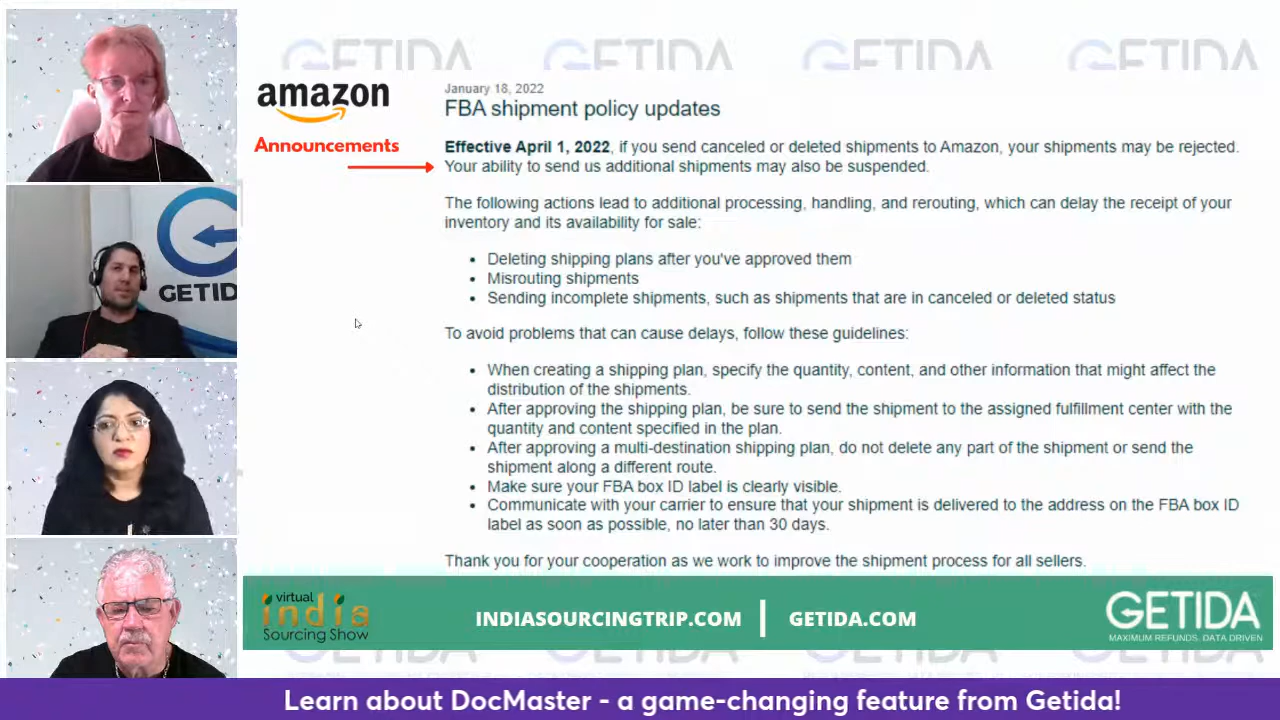 GETIDA GETIDA GETIDA GETIDA
amazon
Announcements
January 18, 2022
FBA shipment policy updates
Effective April 1, 2022, if you send canceled or deleted shipments to Amazon, your shipments may be rejected.
Your ability to send us additional shipments may also be suspended.
The following actions lead to additional processing, handling, and rerouting, which can delay the receipt of your
inventory and its availability for sale:
• Deleting shipping plans after you've approved them
• Misrouting shipments
• Sending incomplete shipments, such as shipments that are in canceled or deleted status
To avoid problems that can cause delays, follow these guidelines:
• When creating a shipping plan, specify the quantity, content, and other information that might affect the
distribution of the shipments.
• After approving the shipping plan, be sure to send the shipment to the assigned fulfillment center with the
quantity and content specified in the plan.
• After approving a multi-destination shipping plan, do not delete any part of the shipment or send the
shipment along a different route.
• Make sure your FBA box ID label is clearly visible.
• Communicate with your carrier to ensure that your shipment is delivered to the address on the FBA box ID
label as soon as possible, no later than 30 days.
Thank you for your cooperation as we work to improve the shipment process for all sellers.
GETID
virtual
india
Sourcing Show
INDIASOURCINGTRIP.COM | GETIDA.COM
GETIDA
MAXIMUM REFUNDS. DATA DRIVEN
Learn about DocMaster - a game-changing feature from Getida!